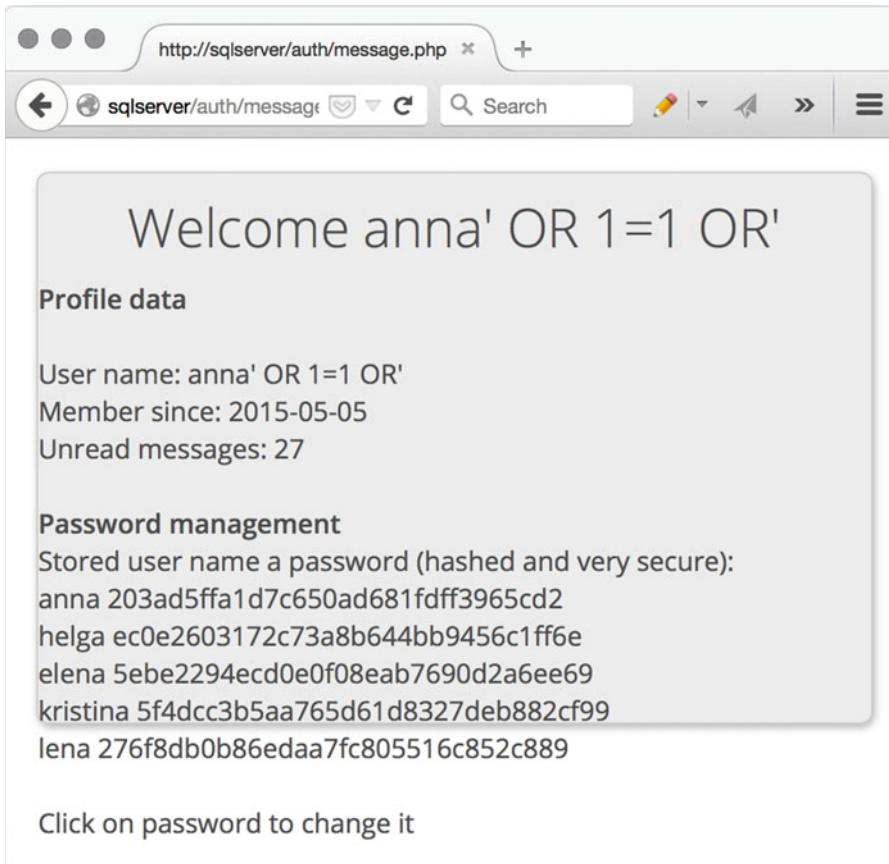 http://sqlserver/auth/message.php
sqlserver/auth/message
Search
Welcome anna' OR 1=1 OR'
Profile data
User name: anna' OR 1=1 OR'
Member since: 2015-05-05
Unread messages: 27
Password management
Stored user name a password (hashed and very secure):
anna 203ad5ffa1d7c650ad681fdff3965cd2
helga ec0e2603172c73a8b644bb9456c1ff6e
elena 5ebe2294ecd0e0f08eab7690d2a6ee69
kristina 5f4dcc3b5aa765d61d8327deb882cf99
lena 276f8db0b86edaa7fc805516c852c889
Click on password to change it